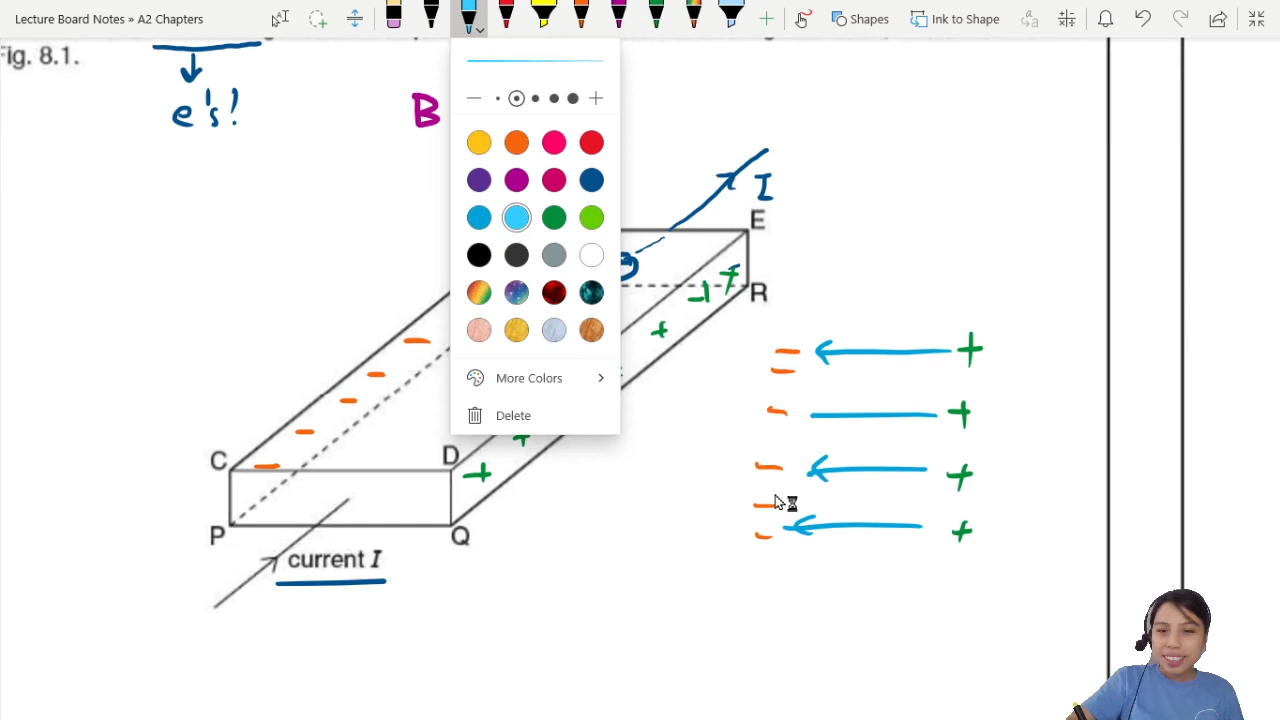 Lecture Board Notes » A2 Chapters
Shapes
Ink to Shape
Fig. 8.1.
e's!
B
I
E
R
C
D
P
Q
current I
More Colors
Delete